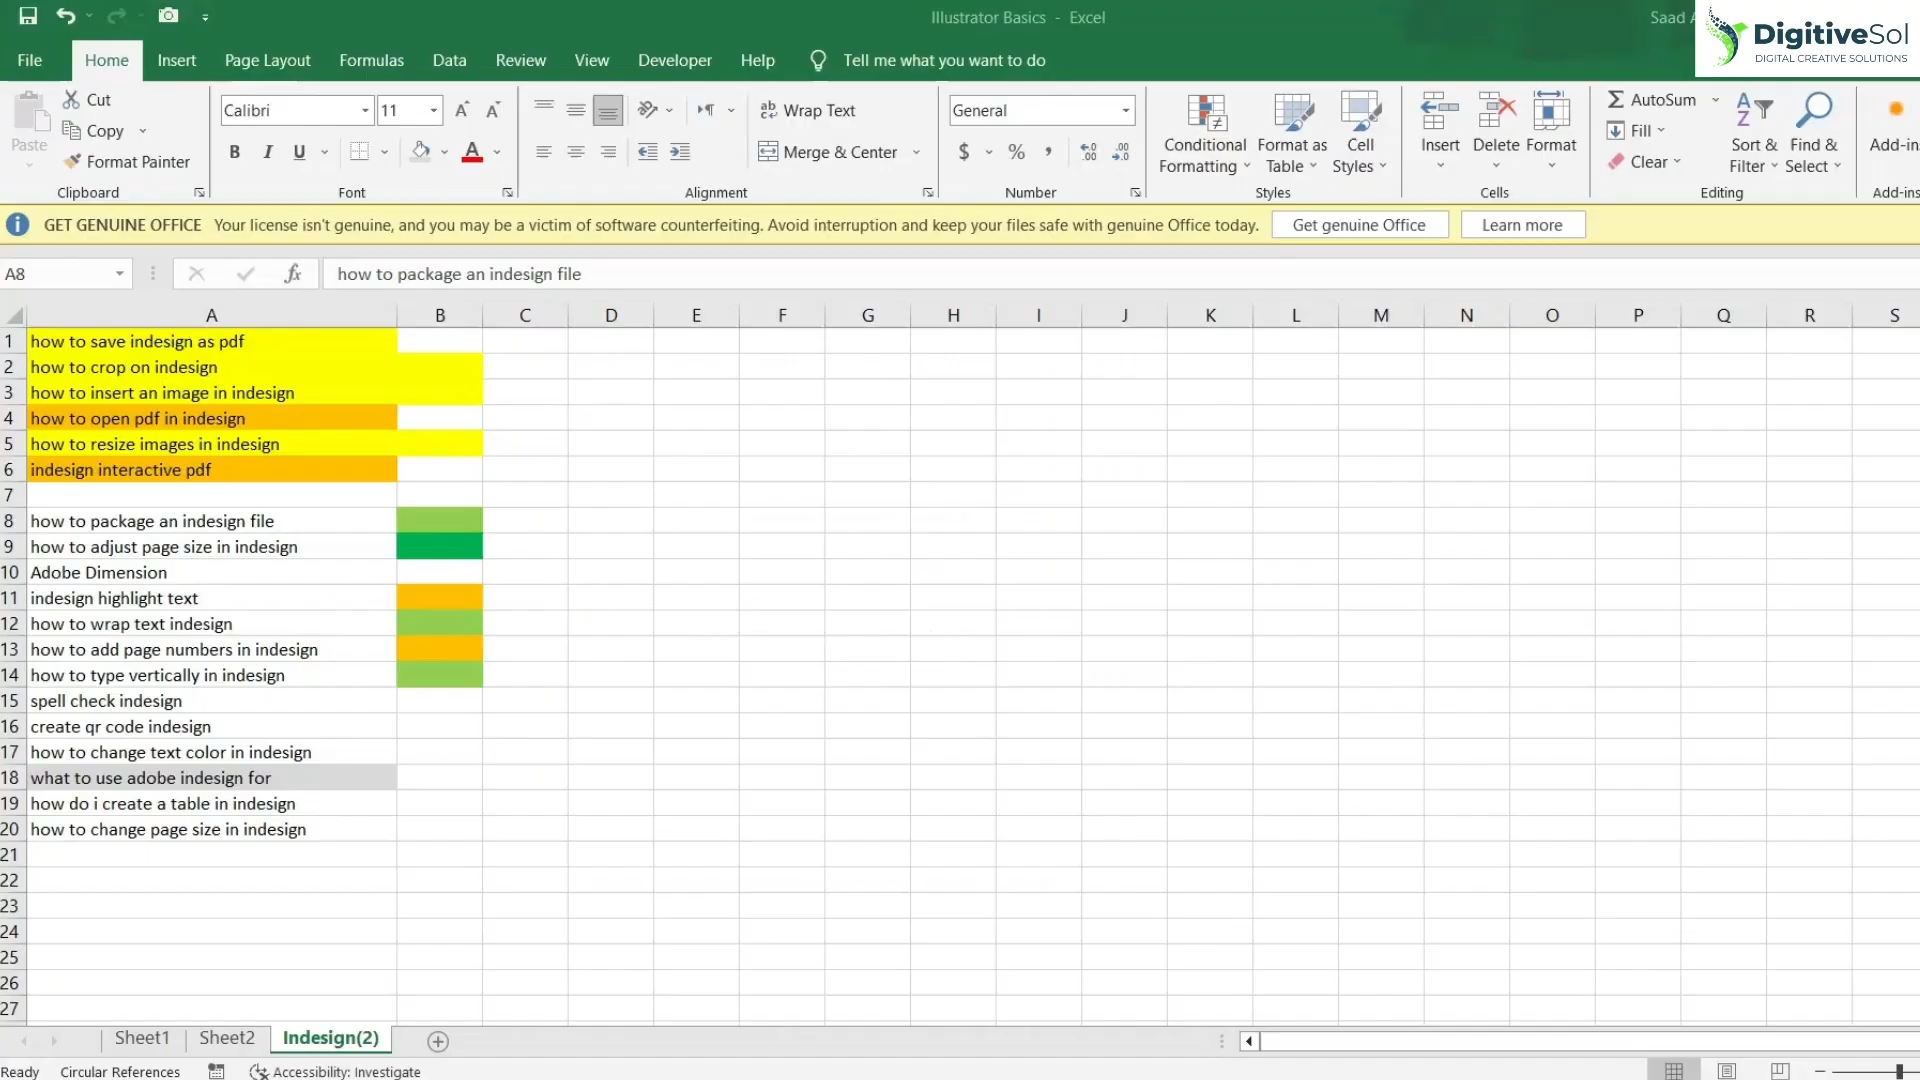 Illustrator Basics - Excel
Saad
DigitiveSol
DIGITAL CREATIVE SOLUTIONS
File Home Insert Page Layout Formulas Data Review View Developer Help Tell me what you want to do
Paste
Cut
Copy
Format Painter
Clipboard
Calibri 11
B I U
Font
Wrap Text
Merge & Center
Alignment
General
$ % ,
Number
Conditional Formatting
Format as Table
Cell Styles
Styles
Insert Delete Format
Cells
AutoSum
Fill
Clear
Sort & Filter
Find & Select
Editing
Add-ins
Add-ins
GET GENUINE OFFICE Your license isn't genuine, and you may be a victim of software counterfeiting. Avoid interruption and keep your files safe with genuine Office today. Get genuine Office Learn more
A8 fx how to package an indesign file
A B C D E F G H I J K L M N O P Q R S
1 how to save indesign as pdf
2 how to crop on indesign
3 how to insert an image in indesign
4 how to open pdf in indesign
5 how to resize images in indesign
6 indesign interactive pdf
7
8 how to package an indesign file
9 how to adjust page size in indesign
10 Adobe Dimension
11 indesign highlight text
12 how to wrap text indesign
13 how to add page numbers in indesign
14 how to type vertically in indesign
15 spell check indesign
16 create qr code indesign
17 how to change text color in indesign
18 what to use adobe indesign for
19 how do i create a table in indesign
20 how to change page size in indesign
21
22
23
24
25
26
27
Sheet1 Sheet2 Indesign(2)
Ready Circular References Accessibility: Investigate